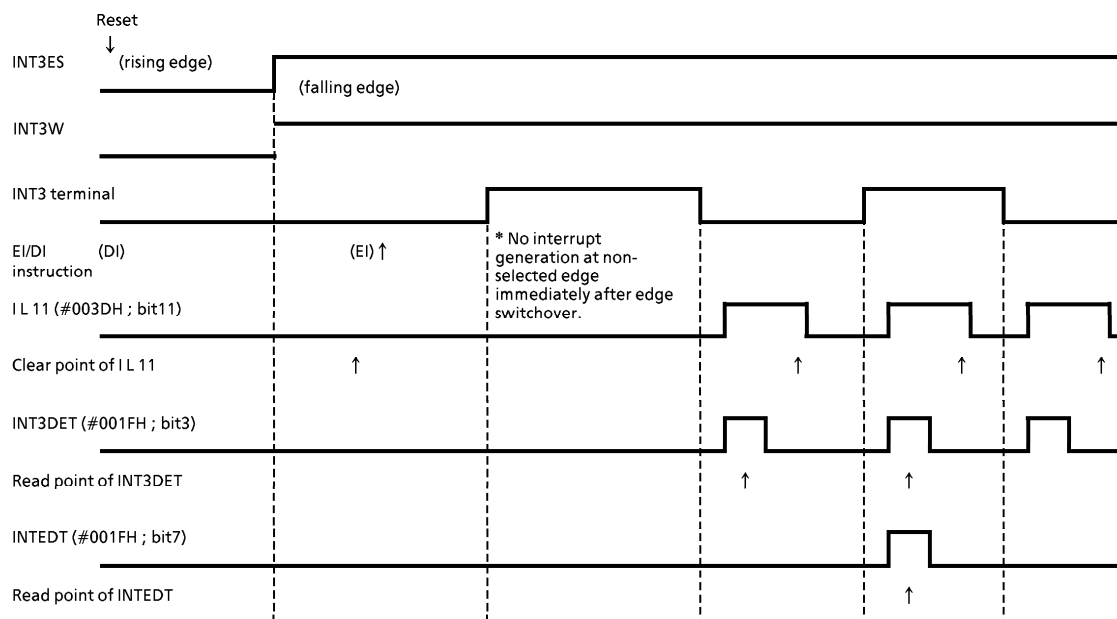 Reset
↓
INT3ES
(rising edge)
(falling edge)
INT3W
INT3 terminal
EI/DI (DI) (EI) ↑
instruction
* No interrupt
generation at non-
selected edge
immediately after edge
switchover.
I L 11 (#003DH ; bit11)
Clear point of I L 11 ↑ ↑ ↑ ↑
INT3DET (#001FH ; bit3)
Read point of INT3DET ↑ ↑
INTEDT (#001FH ; bit7)
Read point of INTEDT ↑